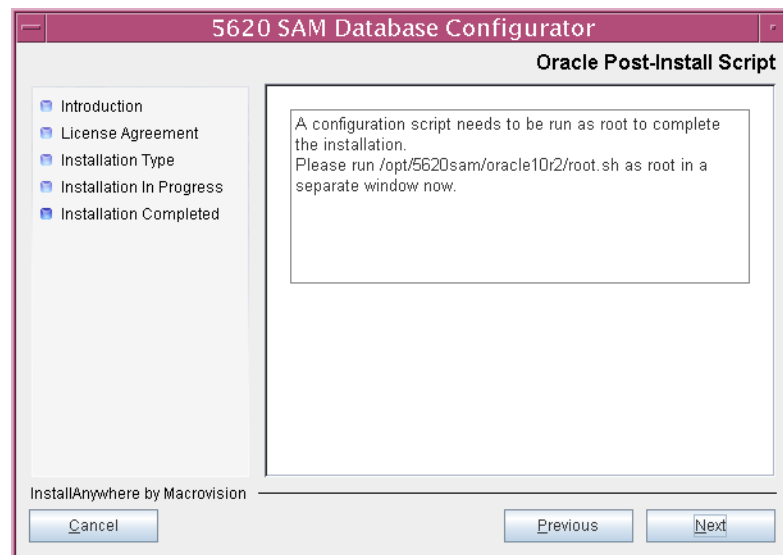 5620 SAM Database Configurator
Oracle Post-Install Script
Introduction
License Agreement
Installation Type
Installation In Progress
Installation Completed
A configuration script needs to be run as root to complete
the installation.
Please run /opt/5620sam/oracle10r2/root.sh as root in a
separate window now.
InstallAnywhere by Macrovision
Cancel
Previous
Next